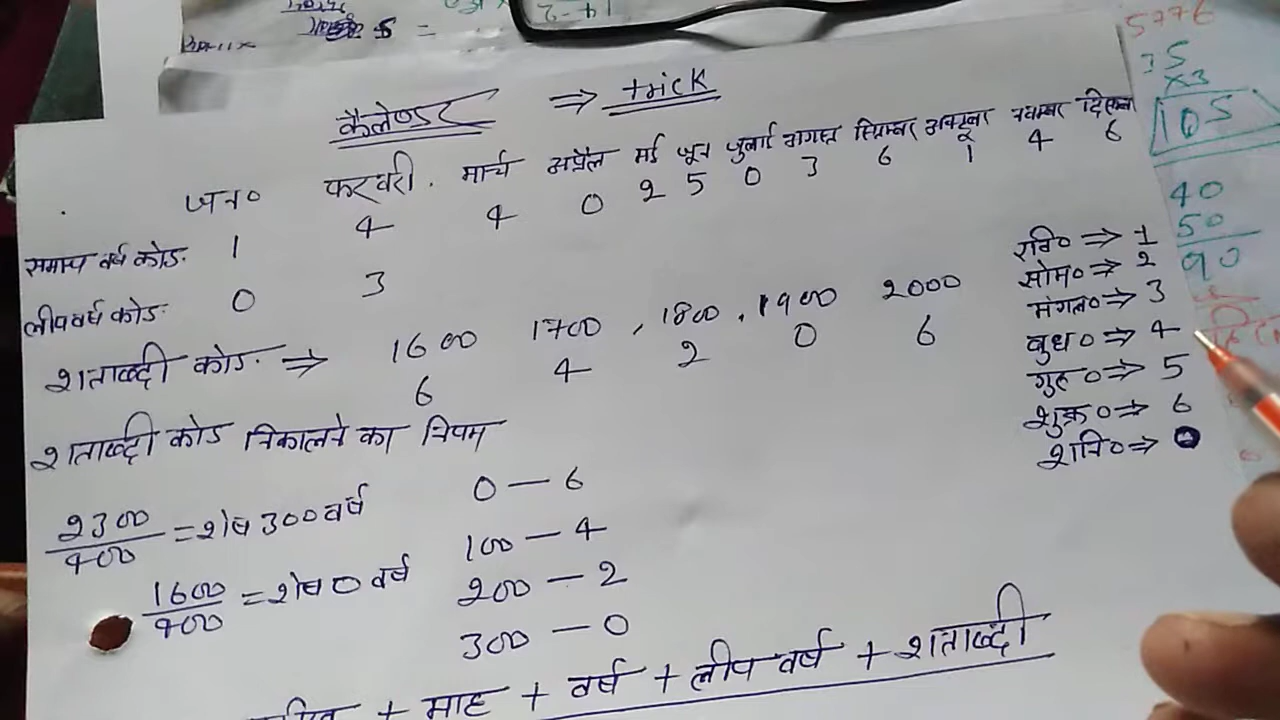 कैलेण्डर ⇒ trick
जन० फरवरी. मार्च अप्रैल मई जून जुलाई अगस्त सितम्बर अक्टूबर नवम्बर दिसम्बर
समान्य वर्ष कोड. 1 4 4 0 2 5 0 3 6 1 4 6
लीपवर्ष कोड. 0 3
शताब्दी कोड. ⇒ 1600 1700 , 1800 , 1900 2000
6 4 2 0 6
शताब्दी कोड निकालने का नियम
2300/400 = शेष 300 वर्ष
1600/400 = शेष 0 वर्ष
0 — 6
100 — 4
200 — 2
300 — 0
रवि० ⇒ 1
सोम० ⇒ 2
मंगल० ⇒ 3
बुध० ⇒ 4
गुरु० ⇒ 5
शुक्र० ⇒ 6
शनि० ⇒ 0
+ माह + वर्ष + लीप वर्ष + शताब्दी
5776
35
x3
105
40
50
90
14-2